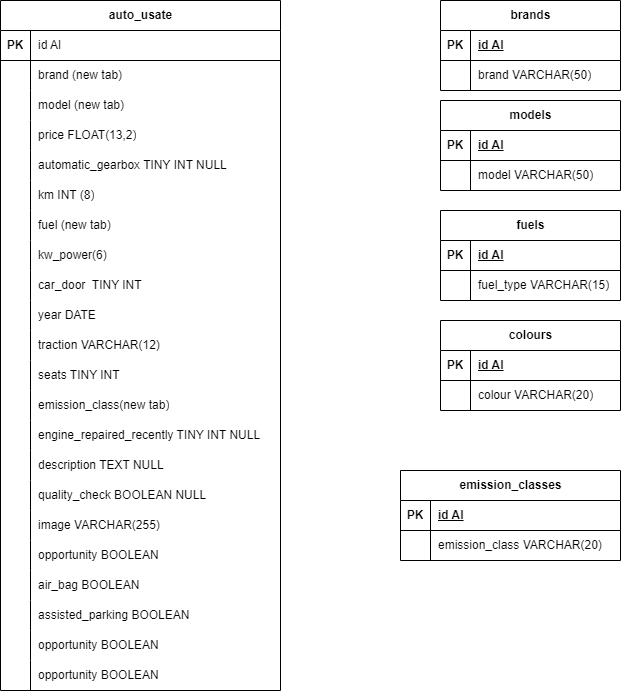 auto_usate
PK id AI
brand (new tab)
model (new tab)
price FLOAT(13,2)
automatic_gearbox TINY INT NULL
km INT (8)
fuel (new tab)
kw_power(6)
car_door  TINY INT
year DATE
traction VARCHAR(12)
seats TINY INT
emission_class(new tab)
engine_repaired_recently TINY INT NULL
description TEXT NULL
quality_check BOOLEAN NULL
image VARCHAR(255)
opportunity BOOLEAN
air_bag BOOLEAN
assisted_parking BOOLEAN
opportunity BOOLEAN
opportunity BOOLEAN
brands
PK id AI
brand VARCHAR(50)
models
PK id AI
model VARCHAR(50)
fuels
PK id AI
fuel_type VARCHAR(15)
colours
PK id AI
colour VARCHAR(20)
emission_classes
PK id AI
emission_class VARCHAR(20)